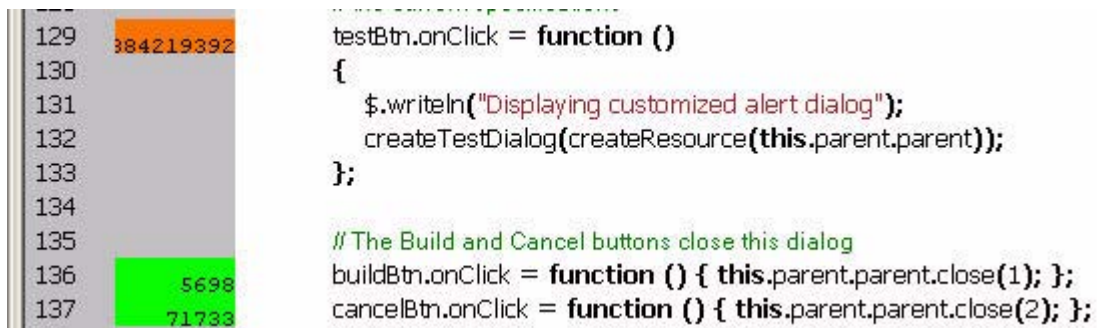 129 384219392 testBtn.onClick = function ()
130 {
131 $.writeln("Displaying customized alert dialog");
132 createTestDialog(createResource(this.parent.parent));
133 };
134
135 // The Build and Cancel buttons close this dialog
136 5698 buildBtn.onClick = function () { this.parent.parent.close(1); };
137 71733 cancelBtn.onClick = function () { this.parent.parent.close(2); };